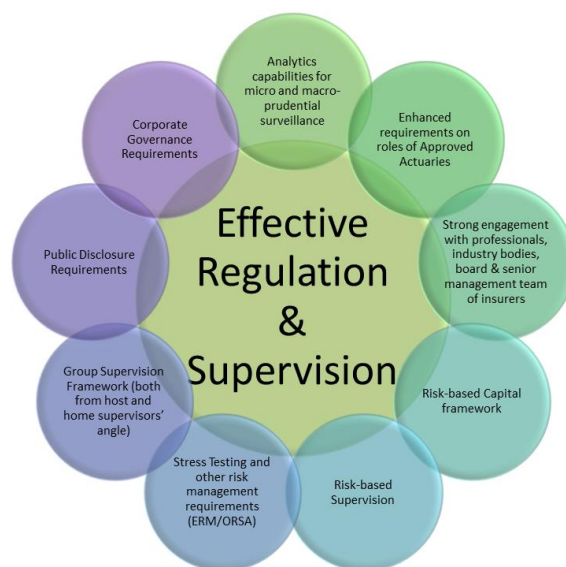 Effective
Regulation
&
Supervision
Analytics
capabilities for
micro and macro-
prudential
surveillance
Enhanced
requirements on
roles of Approved
Actuaries
Strong engagement
with professionals,
industry bodies,
board & senior
management team
of insurers
Risk-based Capital
framework
Risk-based
Supervision
Stress Testing and
other risk
management
requirements
(ERM/ORSA)
Group Supervision
Framework (both
from host and
home supervisors’
angle)
Public Disclosure
Requirements
Corporate
Governance
Requirements